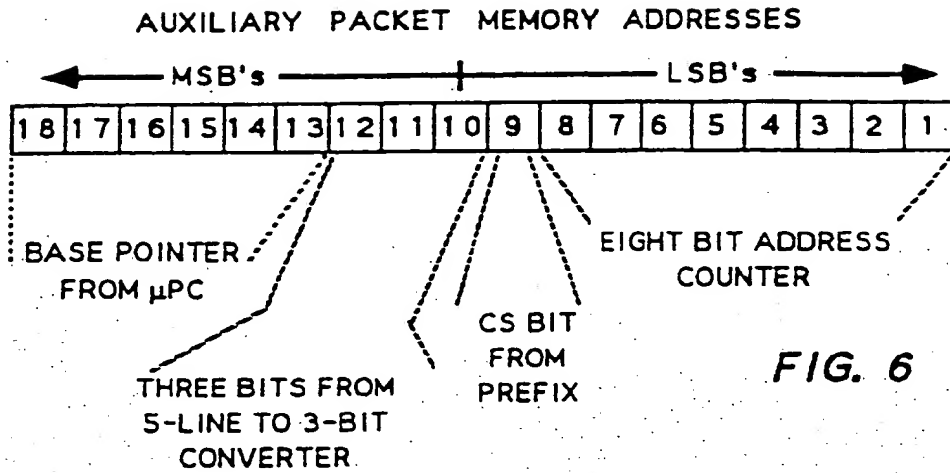 AUXILIARY PACKET MEMORY ADDRESSES
MSB's LSB's
18 17 16 15 14 13 12 11 10 9 8 7 6 5 4 3 2 1
BASE POINTER
FROM μPC
THREE BITS FROM
5-LINE TO 3-BIT
CONVERTER
CS BIT
FROM
PREFIX
EIGHT BIT ADDRESS
COUNTER
FIG. 6